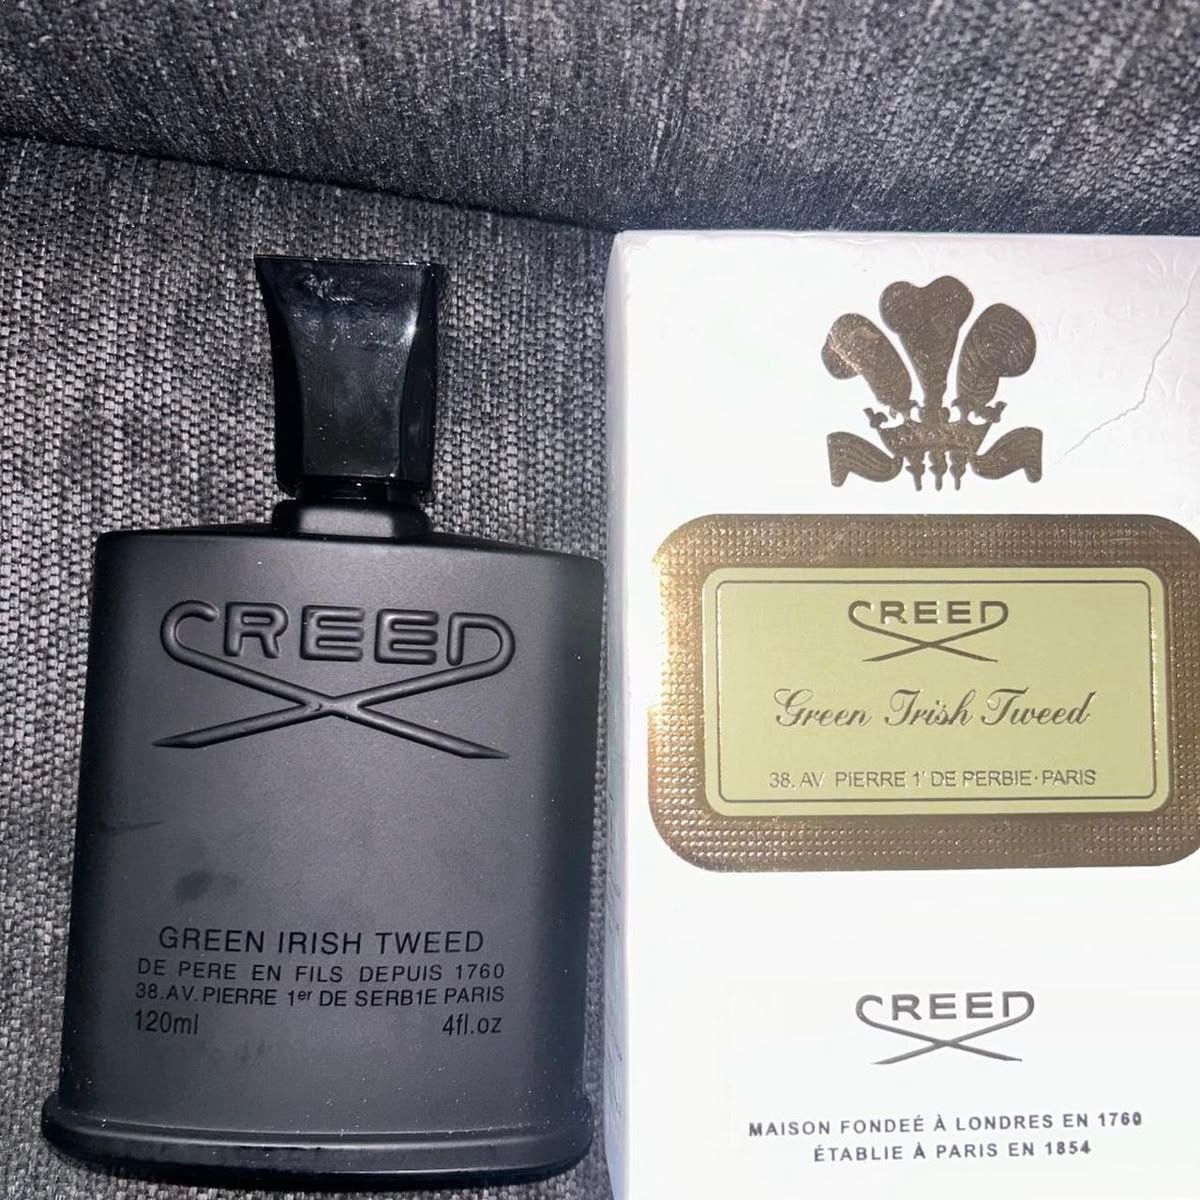 CREED
GREEN IRISH TWEED
DE PERE EN FILS DEPUIS 1760
38.AV.PIERRE 1er DE SERB1E PARIS
120ml 4fl.oz
CREED
Green Irish Tweed
38, AV PIERRE 1' DE PERBIE·PARIS
CREED
MAISON FONDEÉ À LONDRES EN 1760
ÉTABLIE À PARIS EN 1854